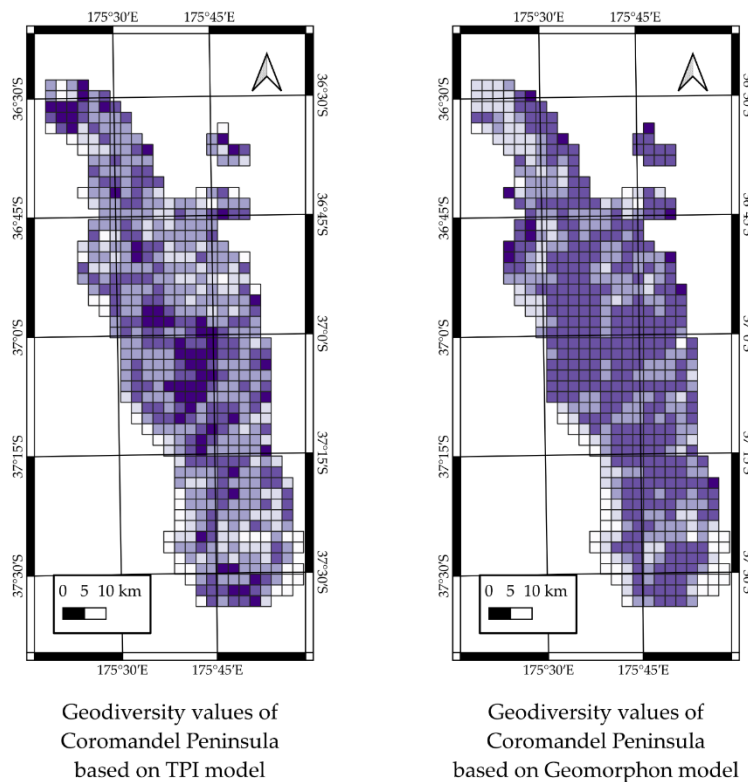 175°30′E 175°45′E
36°30′S
36°45′S
37°0′S
37°15′S
37°30′S
36°30′S
36°45′S
37°0′S
37°15′S
37°30′S
0 5 10 km
175°30′E 175°45′E
Geodiversity values of
Coromandel Peninsula
based on TPI model
175°30′E 175°45′E
36°30′S
36°45′S
37°0′S
37°15′S
37°30′S
0 5 10 km
175°30′E 175°45′E
Geodiversity values of
Coromandel Peninsula
based on Geomorphon model